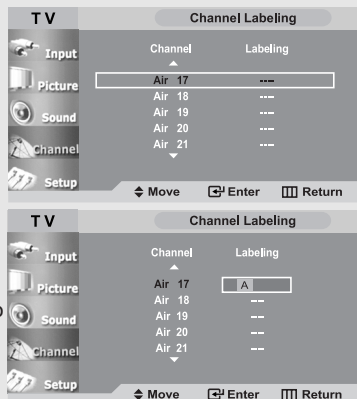 TV Channel Labeling
Input
Picture
Sound
Channel
Setup
Channel Labeling
Air 17 ----
Air 18 ----
Air 19 ----
Air 20 ----
Air 21 ----
Move Enter Return
TV Channel Labeling
Input
Picture
Sound
Channel
Setup
Channel Labeling
Air 17 A
Air 18 --
Air 19 --
Air 20 --
Air 21 --
Move Enter Return